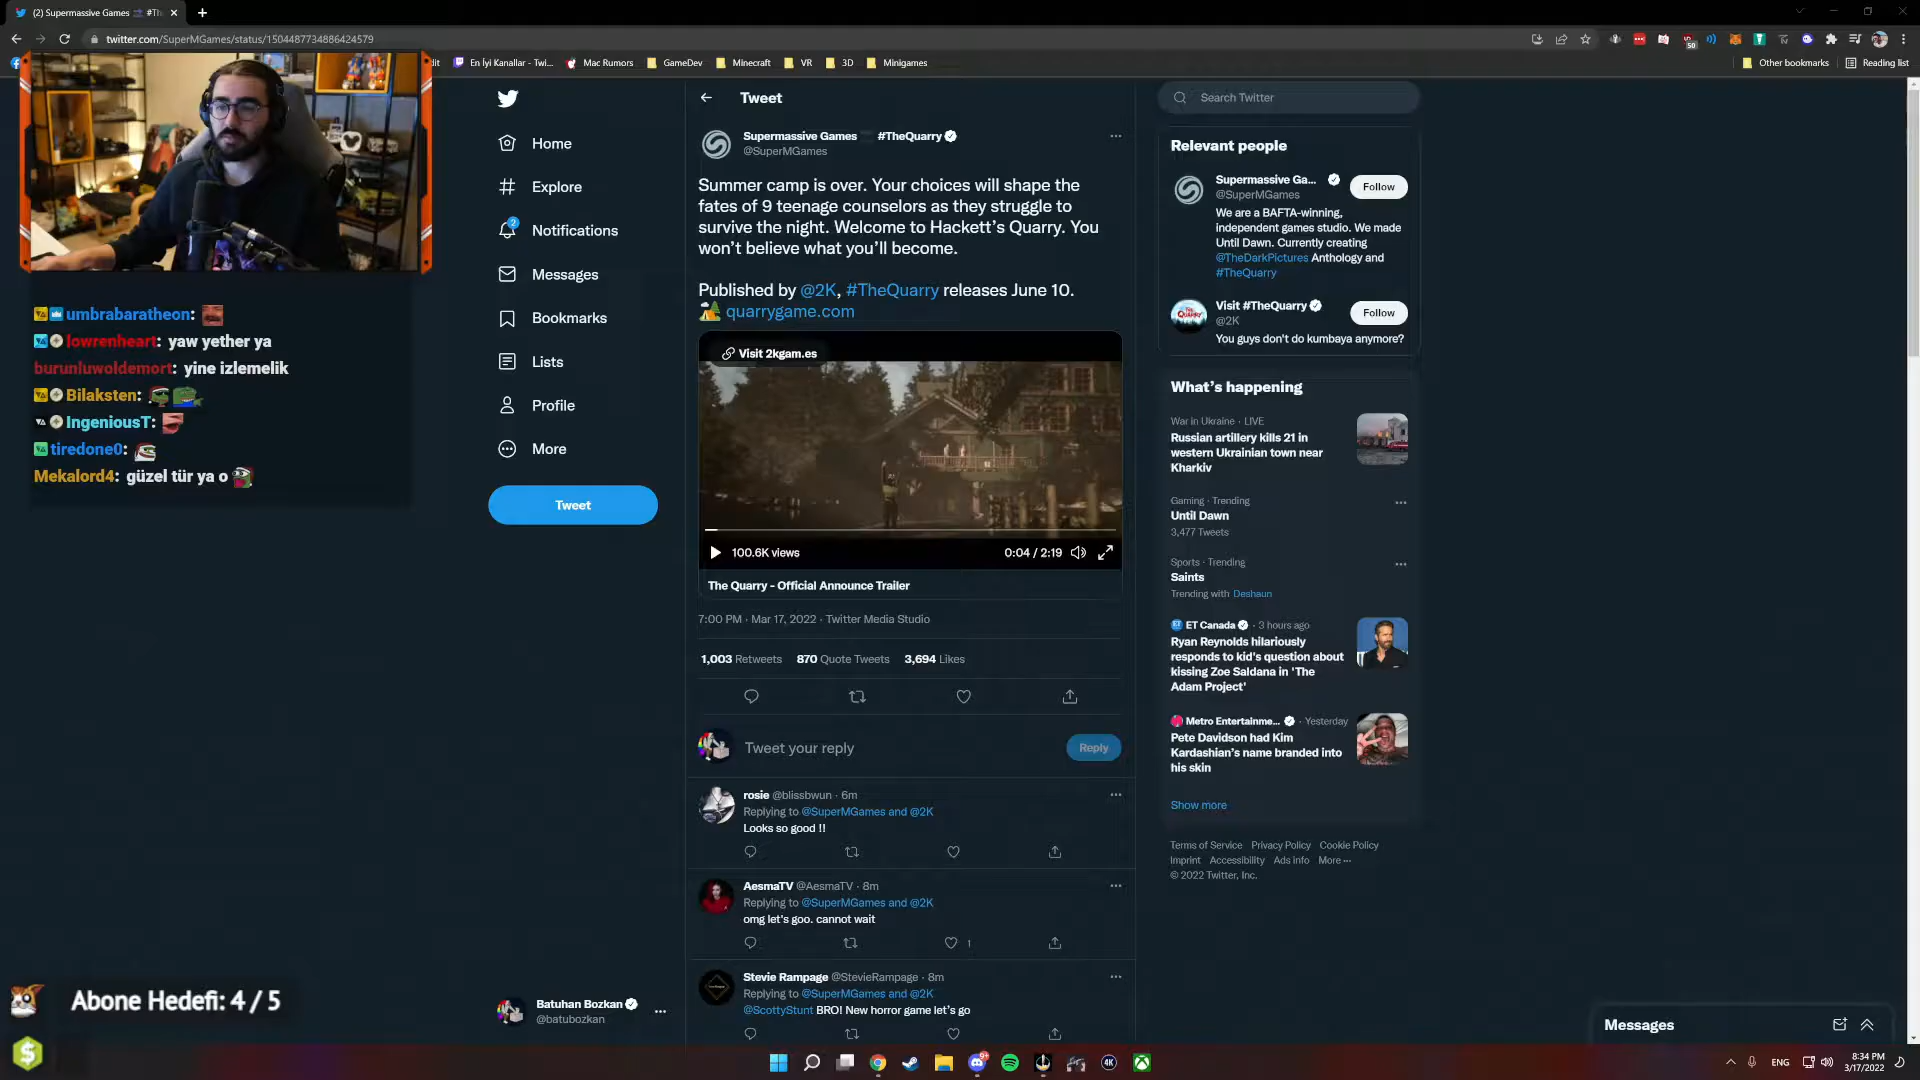 (2) Supermassive Games #Th
twitter.com/SuperMGames/status/1504487734886424579
50
dit
En İyi Kanallar - Twi...
Mac Rumors
GameDev
Minecraft
VR
3D
Minigames
Other bookmarks
Reading list
umbrabaratheon:
lowrenheart: yaw yether ya
burunluwoldemort: yine izlemelik
Bilaksten:
IngeniousT:
tiredone0:
Mekalord4: güzel tür ya o
Abone Hedefi: 4 / 5
Home
Explore
2
Notifications
Messages
Bookmarks
Lists
Profile
More
Tweet
Batuhan Bozkan
@batubozkan
Tweet
Supermassive Games #TheQuarry
@SuperMGames
Summer camp is over. Your choices will shape the
fates of 9 teenage counselors as they struggle to
survive the night. Welcome to Hackett's Quarry. You
won't believe what you'll become.
Published by @2K, #TheQuarry releases June 10.
quarrygame.com
Visit 2kgam.es
100.6K views
0:04 / 2:19
The Quarry - Official Announce Trailer
7:00 PM · Mar 17, 2022 · Twitter Media Studio
1,003 Retweets 870 Quote Tweets 3,694 Likes
Tweet your reply
Reply
rosie @blissbwun · 6m
Replying to @SuperMGames and @2K
Looks so good !!
AesmaTV @AesmaTV · 8m
Replying to @SuperMGames and @2K
omg let's goo. cannot wait
1
Stevie Rampage @StevieRampage · 8m
Replying to @SuperMGames and @2K
@ScottyStunt BRO! New horror game let's go
Search Twitter
Relevant people
Supermassive Ga...
@SuperMGames
Follow
We are a BAFTA-winning,
independent games studio. We made
Until Dawn. Currently creating
@TheDarkPictures Anthology and
#TheQuarry
Visit #TheQuarry
@2K
Follow
You guys don't do kumbaya anymore?
What's happening
War in Ukraine · LIVE
Russian artillery kills 21 in
western Ukrainian town near
Kharkiv
Gaming · Trending
Until Dawn
3,477 Tweets
Sports · Trending
Saints
Trending with Deshaun
ET Canada · 3 hours ago
Ryan Reynolds hilariously
responds to kid's question about
kissing Zoe Saldana in 'The
Adam Project'
Metro Entertainme... · Yesterday
Pete Davidson had Kim
Kardashian's name branded into
his skin
Show more
Terms of Service Privacy Policy Cookie Policy
Imprint Accessibility Ads info More ···
© 2022 Twitter, Inc.
Messages
9+
4K
ENG
8:34 PM
3/17/2022